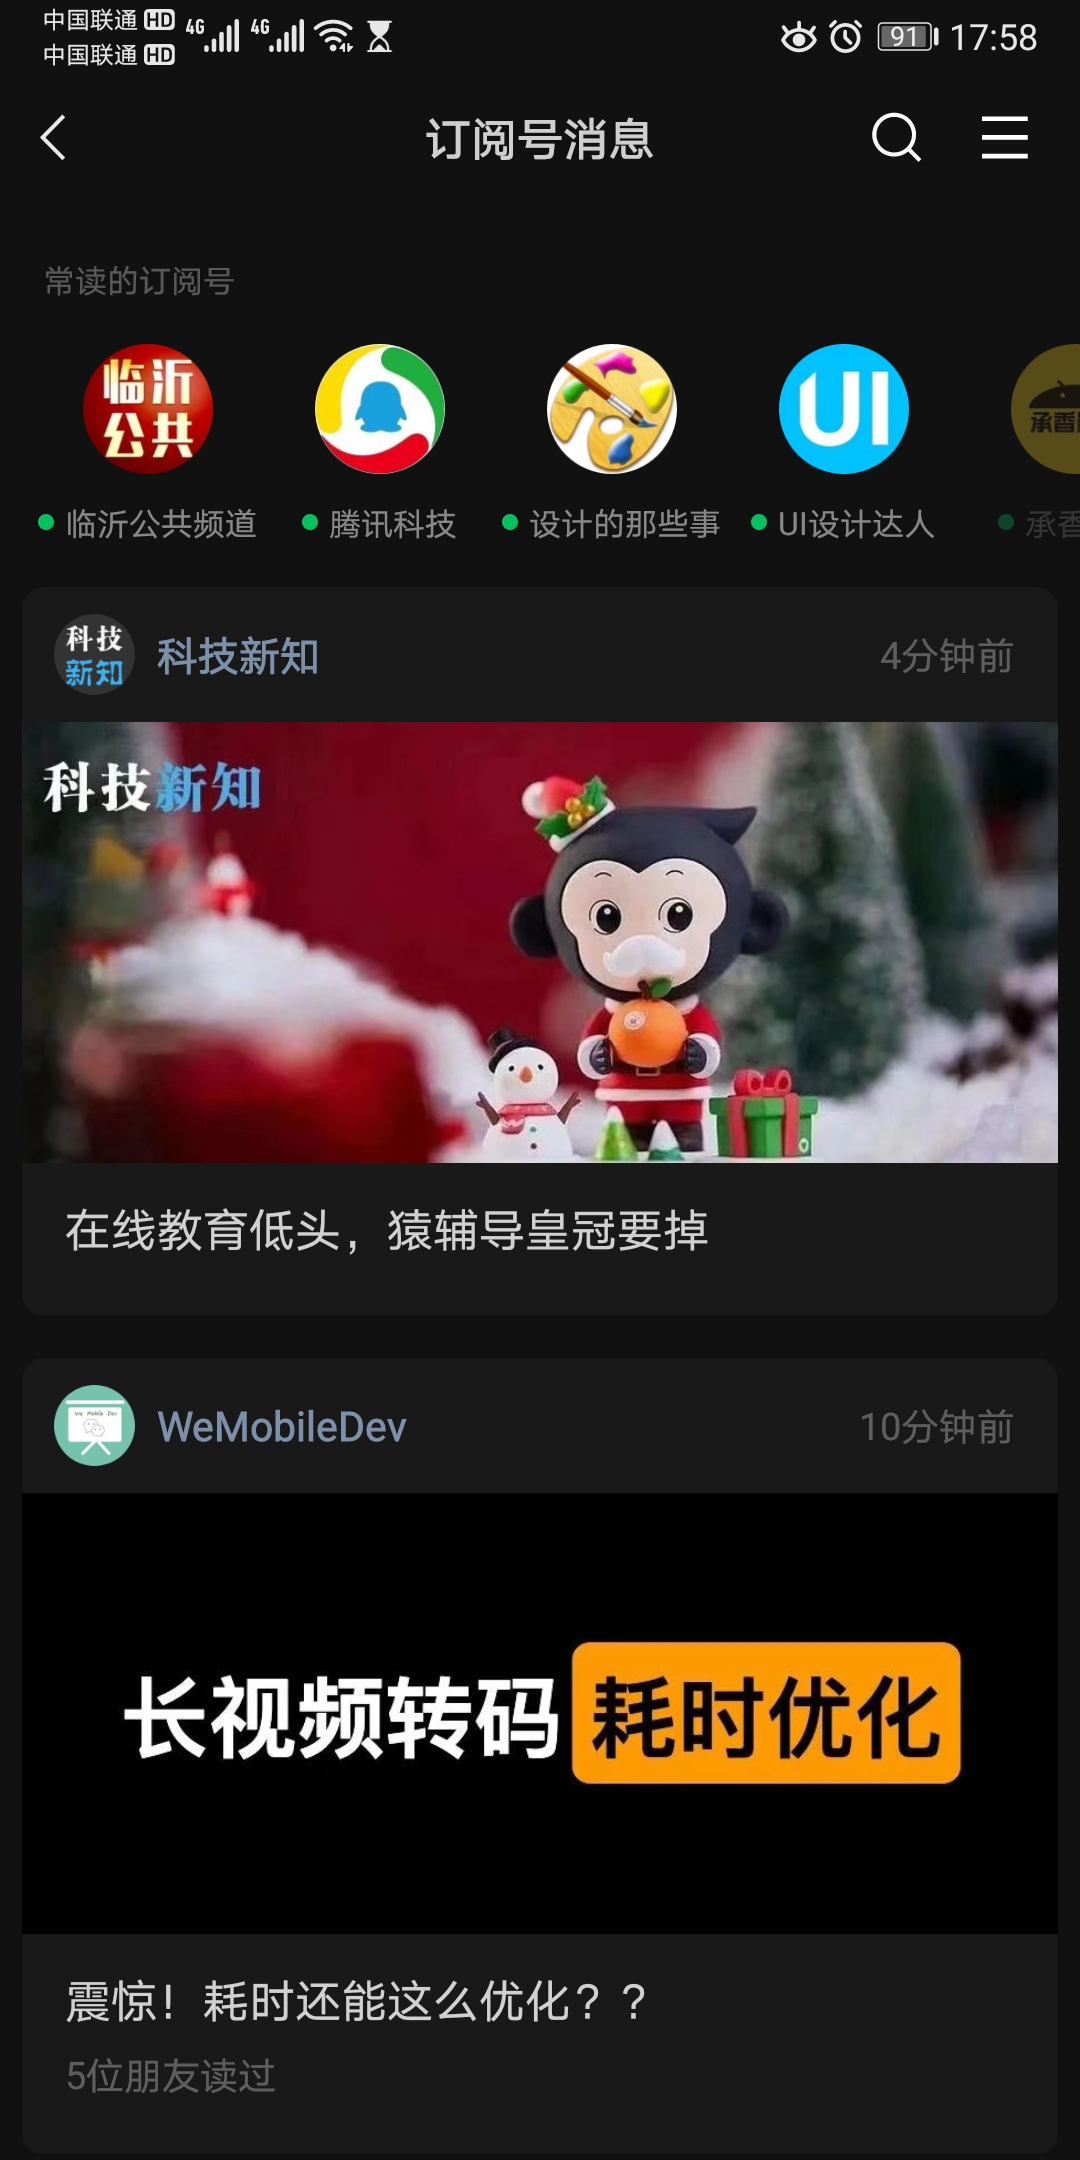 中国联通 HD 4G 4G 91 17:58
中国联通 HD
订阅号消息
常读的订阅号
临沂
公共
UI
承香
临沂公共频道
腾讯科技
设计的那些事
UI设计达人
承香
科技
新知
科技新知
4分钟前
科技新知
在线教育低头，猿辅导皇冠要掉
We Mobile Dev
WeMobileDev
10分钟前
长视频转码 耗时优化
震惊！耗时还能这么优化？？
5位朋友读过